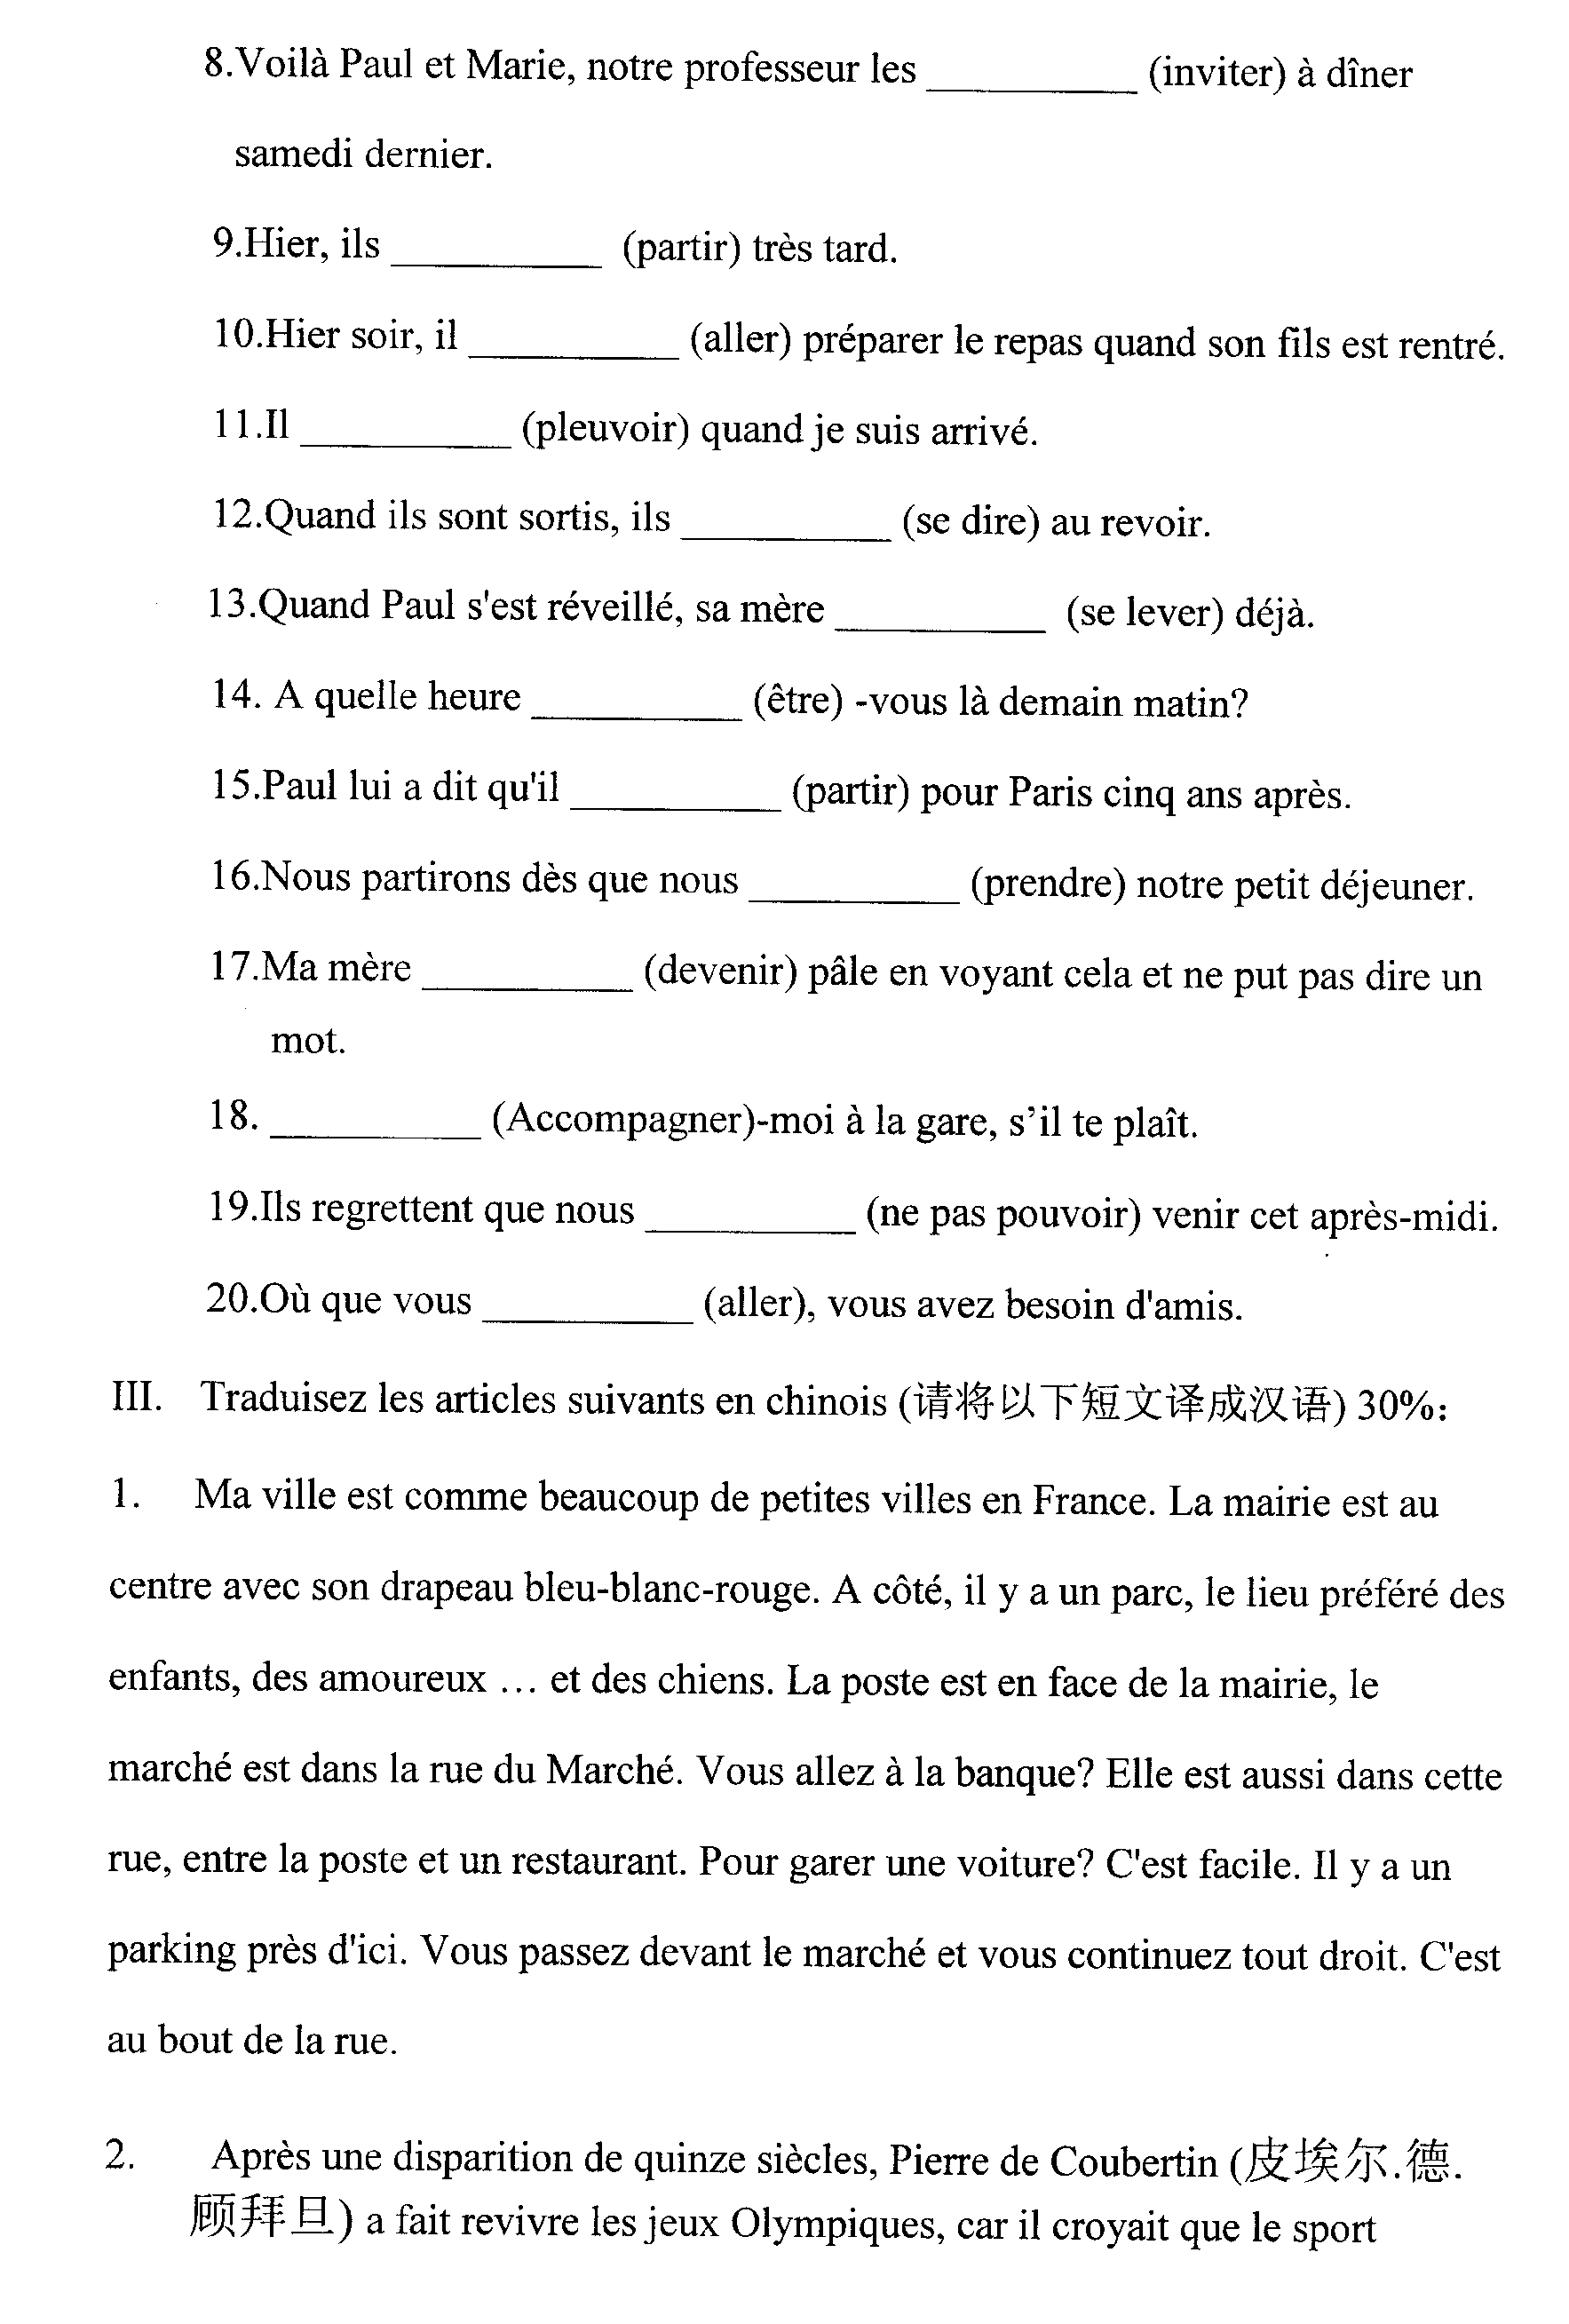 8.Voilà Paul et Marie, notre professeur les __________ (inviter) à dîner
samedi dernier.
9.Hier, ils __________ (partir) très tard.
10.Hier soir, il __________ (aller) préparer le repas quand son fils est rentré.
11.Il __________ (pleuvoir) quand je suis arrivé.
12.Quand ils sont sortis, ils __________ (se dire) au revoir.
13.Quand Paul s'est réveillé, sa mère __________ (se lever) déjà.
14. A quelle heure __________ (être) -vous là demain matin?
15.Paul lui a dit qu'il __________ (partir) pour Paris cinq ans après.
16.Nous partirons dès que nous __________ (prendre) notre petit déjeuner.
17.Ma mère __________ (devenir) pâle en voyant cela et ne put pas dire un
mot.
18. __________ (Accompagner)-moi à la gare, s’il te plaît.
19.Ils regrettent que nous __________ (ne pas pouvoir) venir cet après-midi.
20.Où que vous __________ (aller), vous avez besoin d'amis.
III. Traduisez les articles suivants en chinois (请将以下短文译成汉语) 30%:
1. Ma ville est comme beaucoup de petites villes en France. La mairie est au
centre avec son drapeau bleu-blanc-rouge. A côté, il y a un parc, le lieu préféré des
enfants, des amoureux … et des chiens. La poste est en face de la mairie, le
marché est dans la rue du Marché. Vous allez à la banque? Elle est aussi dans cette
rue, entre la poste et un restaurant. Pour garer une voiture? C'est facile. Il y a un
parking près d'ici. Vous passez devant le marché et vous continuez tout droit. C'est
au bout de la rue.
2. Après une disparition de quinze siècles, Pierre de Coubertin (皮埃尔.德.
顾拜旦) a fait revivre les jeux Olympiques, car il croyait que le sport